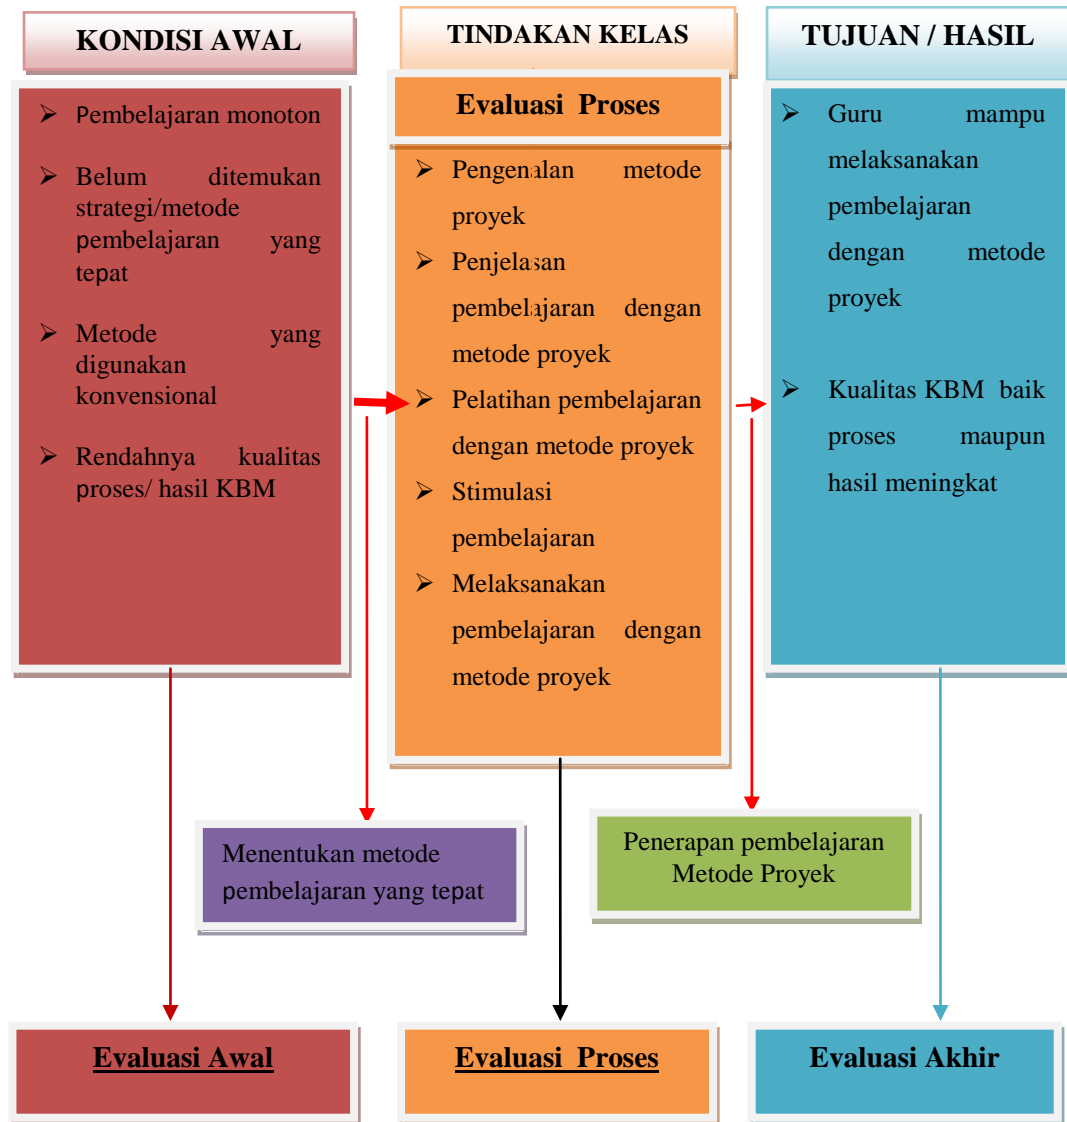 KONDISI AWAL
Pembelajaran monoton
Belum ditemukan
strategi/metode
pembelajaran yang
tepat
Metode yang
digunakan
konvensional
Rendahnya kualitas
proses/ hasil KBM
TINDAKAN KELAS
Evaluasi Proses
Pengenalan metode
proyek
Penjelasan
pembelajaran dengan
metode proyek
Pelatihan pembelajaran
dengan metode proyek
Stimulasi
pembelajaran
Melaksanakan
pembelajaran dengan
metode proyek
TUJUAN / HASIL
Guru mampu
melaksanakan
pembelajaran
dengan metode
proyek
Kualitas KBM baik
proses maupun
hasil meningkat
Menentukan metode
pembelajaran yang tepat
Penerapan pembelajaran
Metode Proyek
Evaluasi Awal
Evaluasi Proses
Evaluasi Akhir